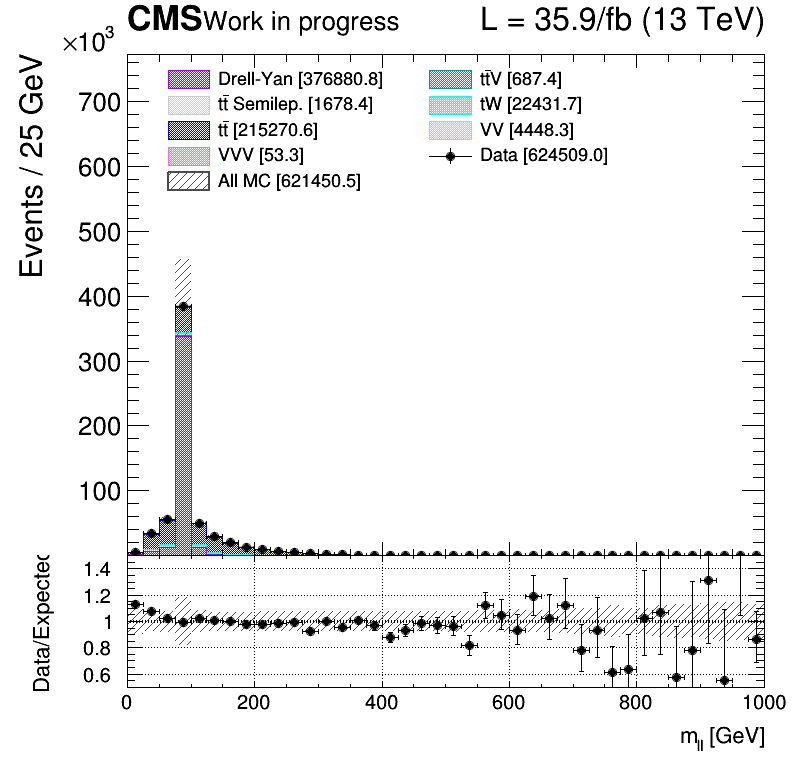 CMS Work in progress L = 35.9/fb (13 TeV)
×10³
Events / 25 GeV
Drell-Yan [376880.8]
tt̄ Semilep. [1678.4]
tt̄ [215270.6]
VVV [53.3]
All MC [621450.5]
tt̄V [687.4]
tW [22431.7]
VV [4448.3]
Data [624509.0]
700
600
500
400
300
200
100
Data/Expected
1.4
1.2
1
0.8
0.6
0 200 400 600 800 1000
m_ll [GeV]